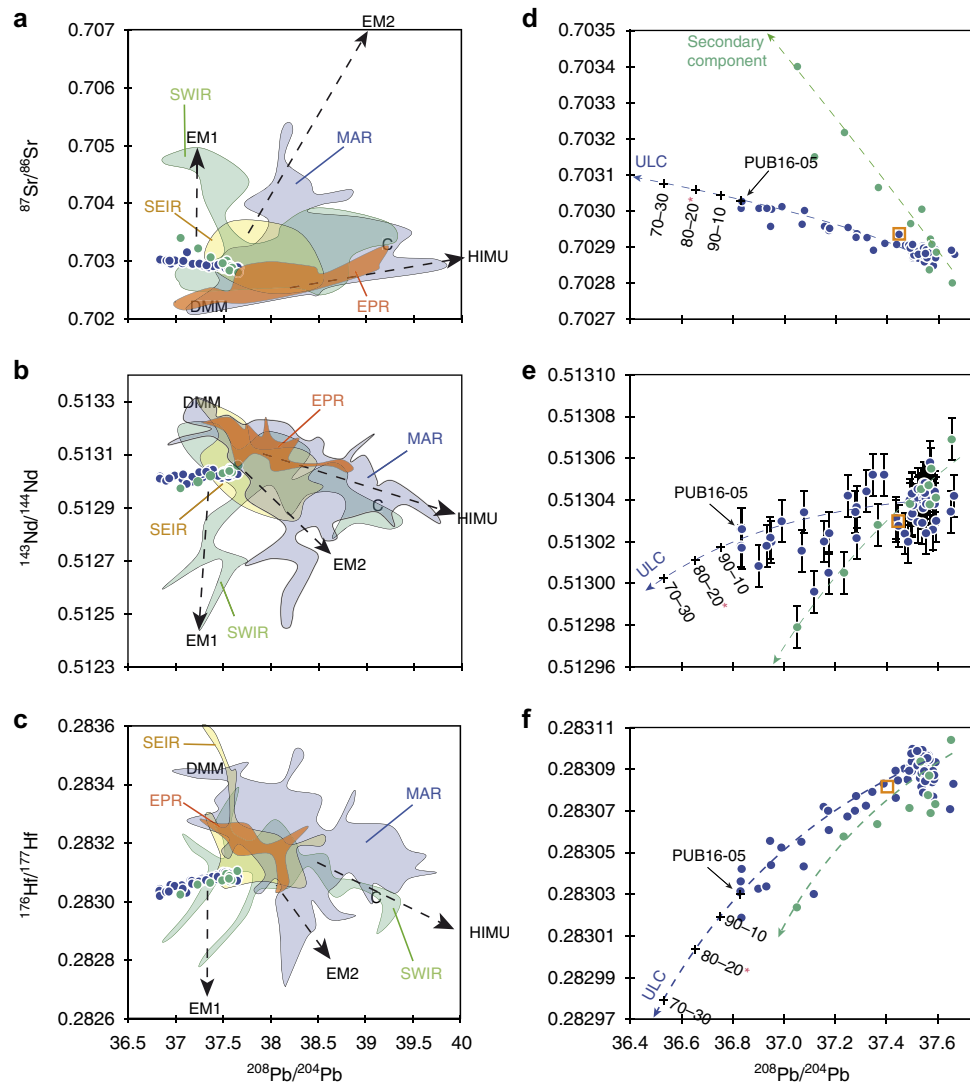 a
0.707
0.706
0.705
0.704
0.703
0.702
87Sr/86Sr
EM2
SWIR
EM1
MAR
SEIR
C
HIMU
DMM
EPR
b
0.5133
0.5131
0.5129
0.5127
0.5125
0.5123
143Nd/144Nd
DMM
EPR
MAR
SEIR
C
HIMU
EM2
EM1
SWIR
c
0.2836
0.2834
0.2832
0.2830
0.2828
0.2826
176Hf/177Hf
SEIR
DMM
EPR
MAR
C
HIMU
EM2
SWIR
EM1
36.5 37 37.5 38 38.5 39 39.5 40
208Pb/204Pb
d
0.7035
0.7034
0.7033
0.7032
0.7031
0.7030
0.7029
0.7028
0.7027
Secondary
component
ULC
PUB16-05
70–30
80–20*
90–10
e
0.51310
0.51308
0.51306
0.51304
0.51302
0.51300
0.51298
0.51296
PUB16-05
ULC
90–10
80–20*
70–30
f
0.28311
0.28309
0.28307
0.28305
0.28303
0.28301
0.28299
0.28297
PUB16-05
90–10
80–20*
70–30
ULC
36.4 36.6 36.8 37.0 37.2 37.4 37.6
208Pb/204Pb